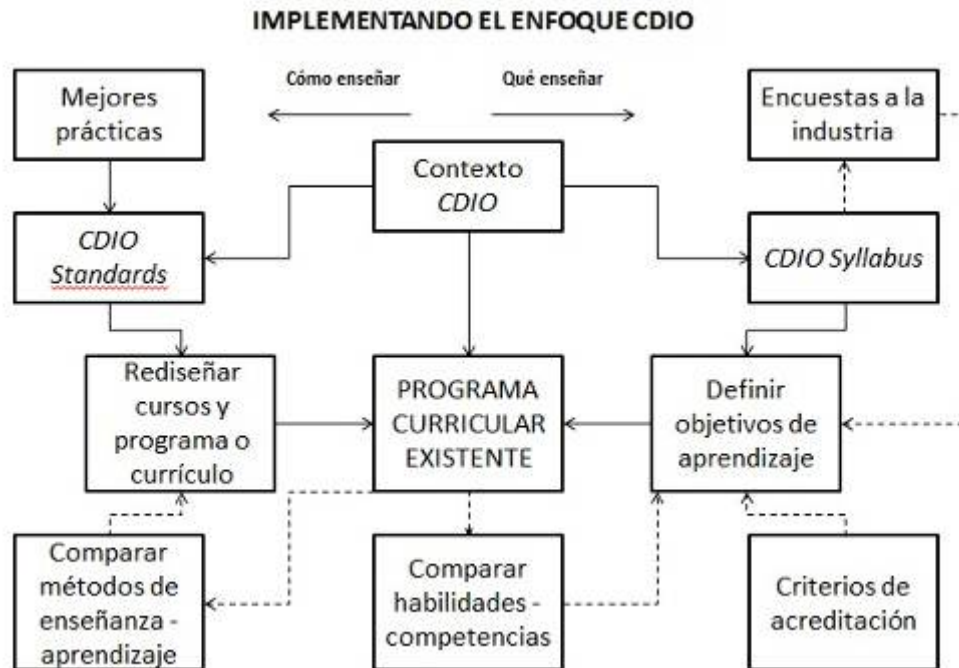 IMPLEMENTANDO EL ENFOQUE CDIO
Cómo enseñar
Qué enseñar
Mejores
prácticas
Contexto
CDIO
Encuestas a la
industria
CDIO
Standards
CDIO Syllabus
Rediseñar
cursos y
programa o
currículo
PROGRAMA
CURRICULAR
EXISTENTE
Definir
objetivos de
aprendizaje
Comparar
métodos de
enseñanza -
aprendizaje
Comparar
habilidades -
competencias
Criterios de
acreditación